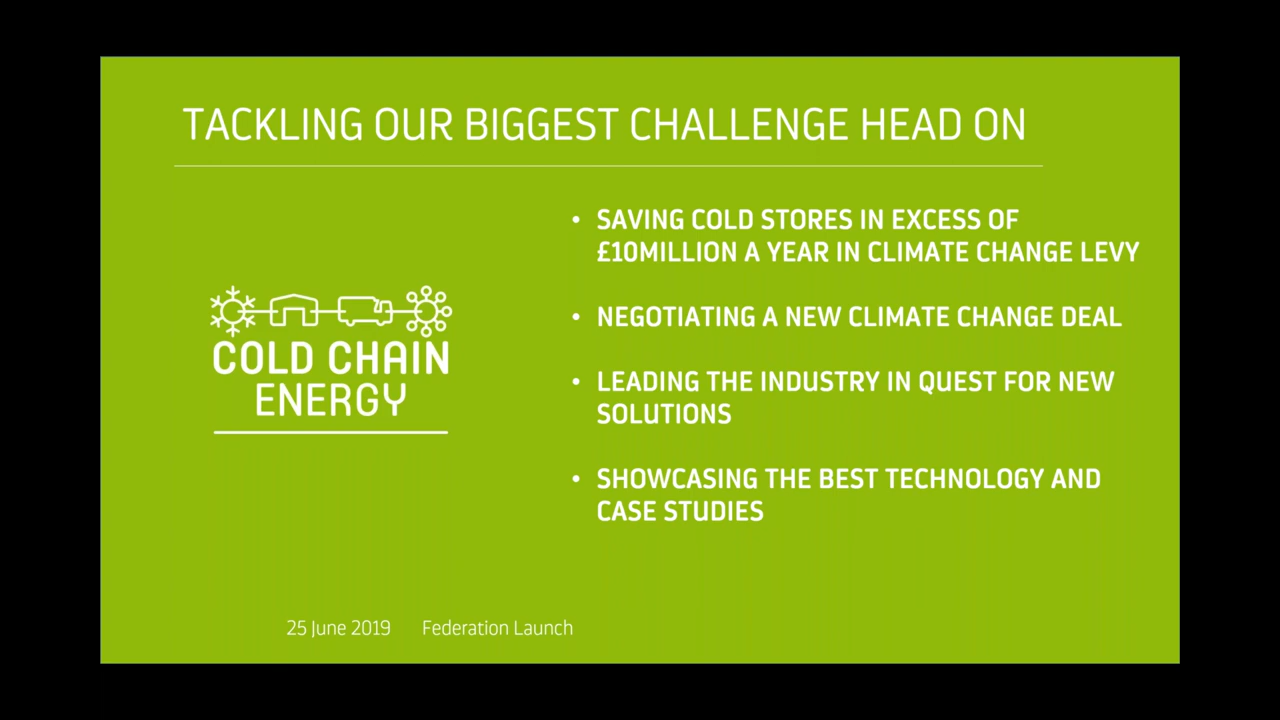 TACKLING OUR BIGGEST CHALLENGE HEAD ON
COLD CHAIN
ENERGY
• SAVING COLD STORES IN EXCESS OF
£10MILLION A YEAR IN CLIMATE CHANGE LEVY
• NEGOTIATING A NEW CLIMATE CHANGE DEAL
• LEADING THE INDUSTRY IN QUEST FOR NEW
SOLUTIONS
• SHOWCASING THE BEST TECHNOLOGY AND
CASE STUDIES
25 June 2019 Federation Launch